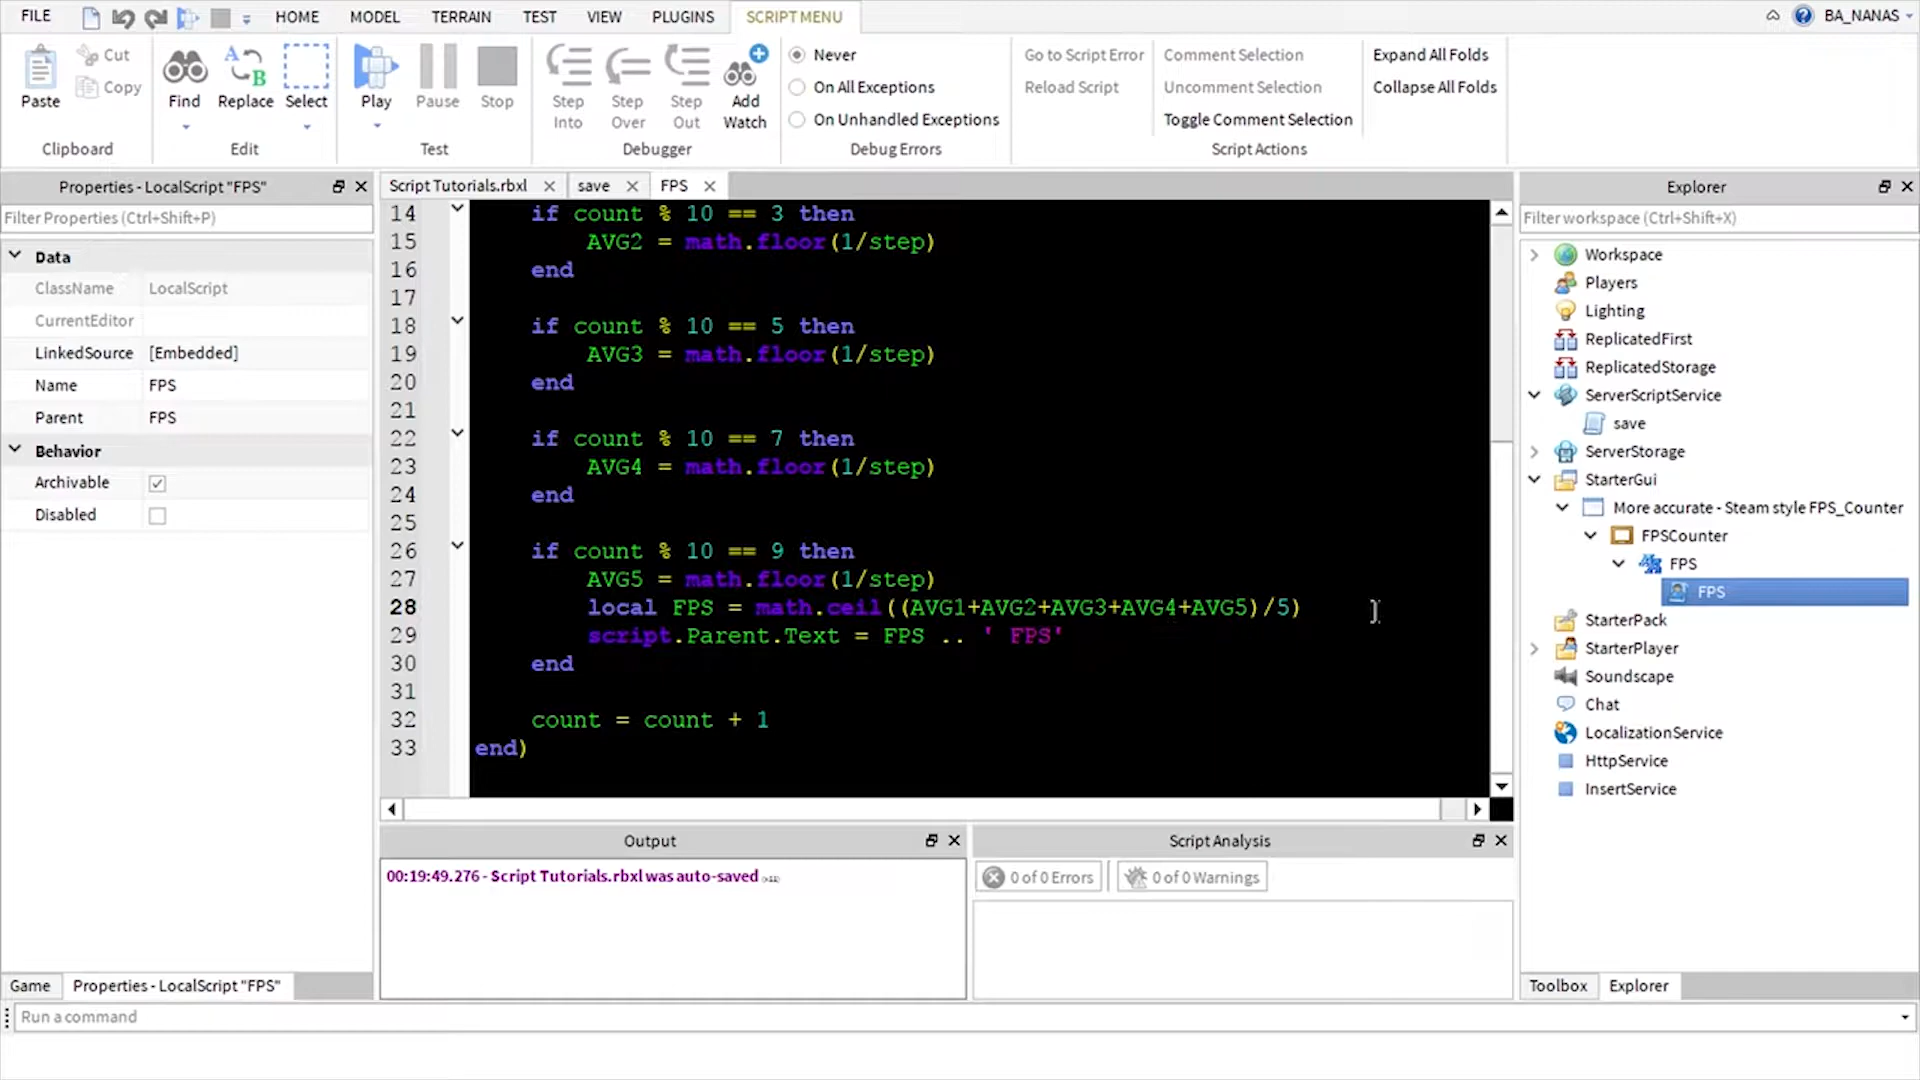 FILE HOME MODEL TERRAIN TEST VIEW PLUGINS SCRIPT MENU BA_NANAS
Paste Cut Copy
Clipboard
Find Replace Select
Edit
Play Pause Stop
Test
Step Into Step Over Step Out Add Watch
Debugger
Never
On All Exceptions
On Unhandled Exceptions
Debug Errors
Go to Script Error Comment Selection
Reload Script Uncomment Selection
Toggle Comment Selection
Script Actions
Expand All Folds
Collapse All Folds
Properties - LocalScript "FPS"
Filter Properties (Ctrl+Shift+P)
Data
ClassName LocalScript
CurrentEditor
LinkedSource [Embedded]
Name FPS
Parent FPS
Behavior
Archivable
Disabled
Game Properties - LocalScript "FPS"
Script Tutorials.rbxl save FPS
14 if count % 10 == 3 then
15 AVG2 = math.floor(1/step)
16 end
17
18 if count % 10 == 5 then
19 AVG3 = math.floor(1/step)
20 end
21
22 if count % 10 == 7 then
23 AVG4 = math.floor(1/step)
24 end
25
26 if count % 10 == 9 then
27 AVG5 = math.floor(1/step)
28 local FPS = math.ceil((AVG1+AVG2+AVG3+AVG4+AVG5)/5)
29 script.Parent.Text = FPS .. ' FPS'
30 end
31
32 count = count + 1
33 end)
Output
00:19:49.276 - Script Tutorials.rbxl was auto-saved
Script Analysis
0 of 0 Errors 0 of 0 Warnings
Explorer
Filter workspace (Ctrl+Shift+X)
Workspace
Players
Lighting
ReplicatedFirst
ReplicatedStorage
ServerScriptService
save
ServerStorage
StarterGui
More accurate - Steam style FPS_Counter
FPSCounter
FPS
FPS
StarterPack
StarterPlayer
Soundscape
Chat
LocalizationService
HttpService
InsertService
Toolbox Explorer
Run a command